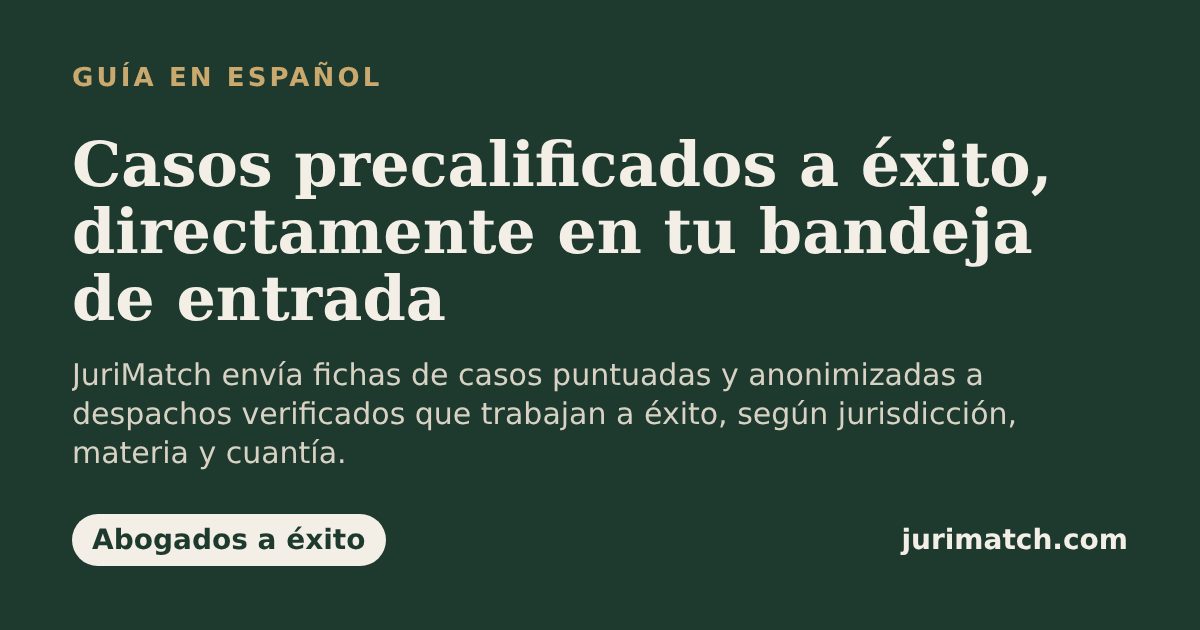 GUÍA EN ESPAÑOL
Casos precalificados a éxito,
directamente en tu bandeja
de entrada
JuriMatch envía fichas de casos puntuadas y anonimizadas a
despachos verificados que trabajan a éxito, según jurisdicción,
materia y cuantía.
Abogados a éxito
jurimatch.com